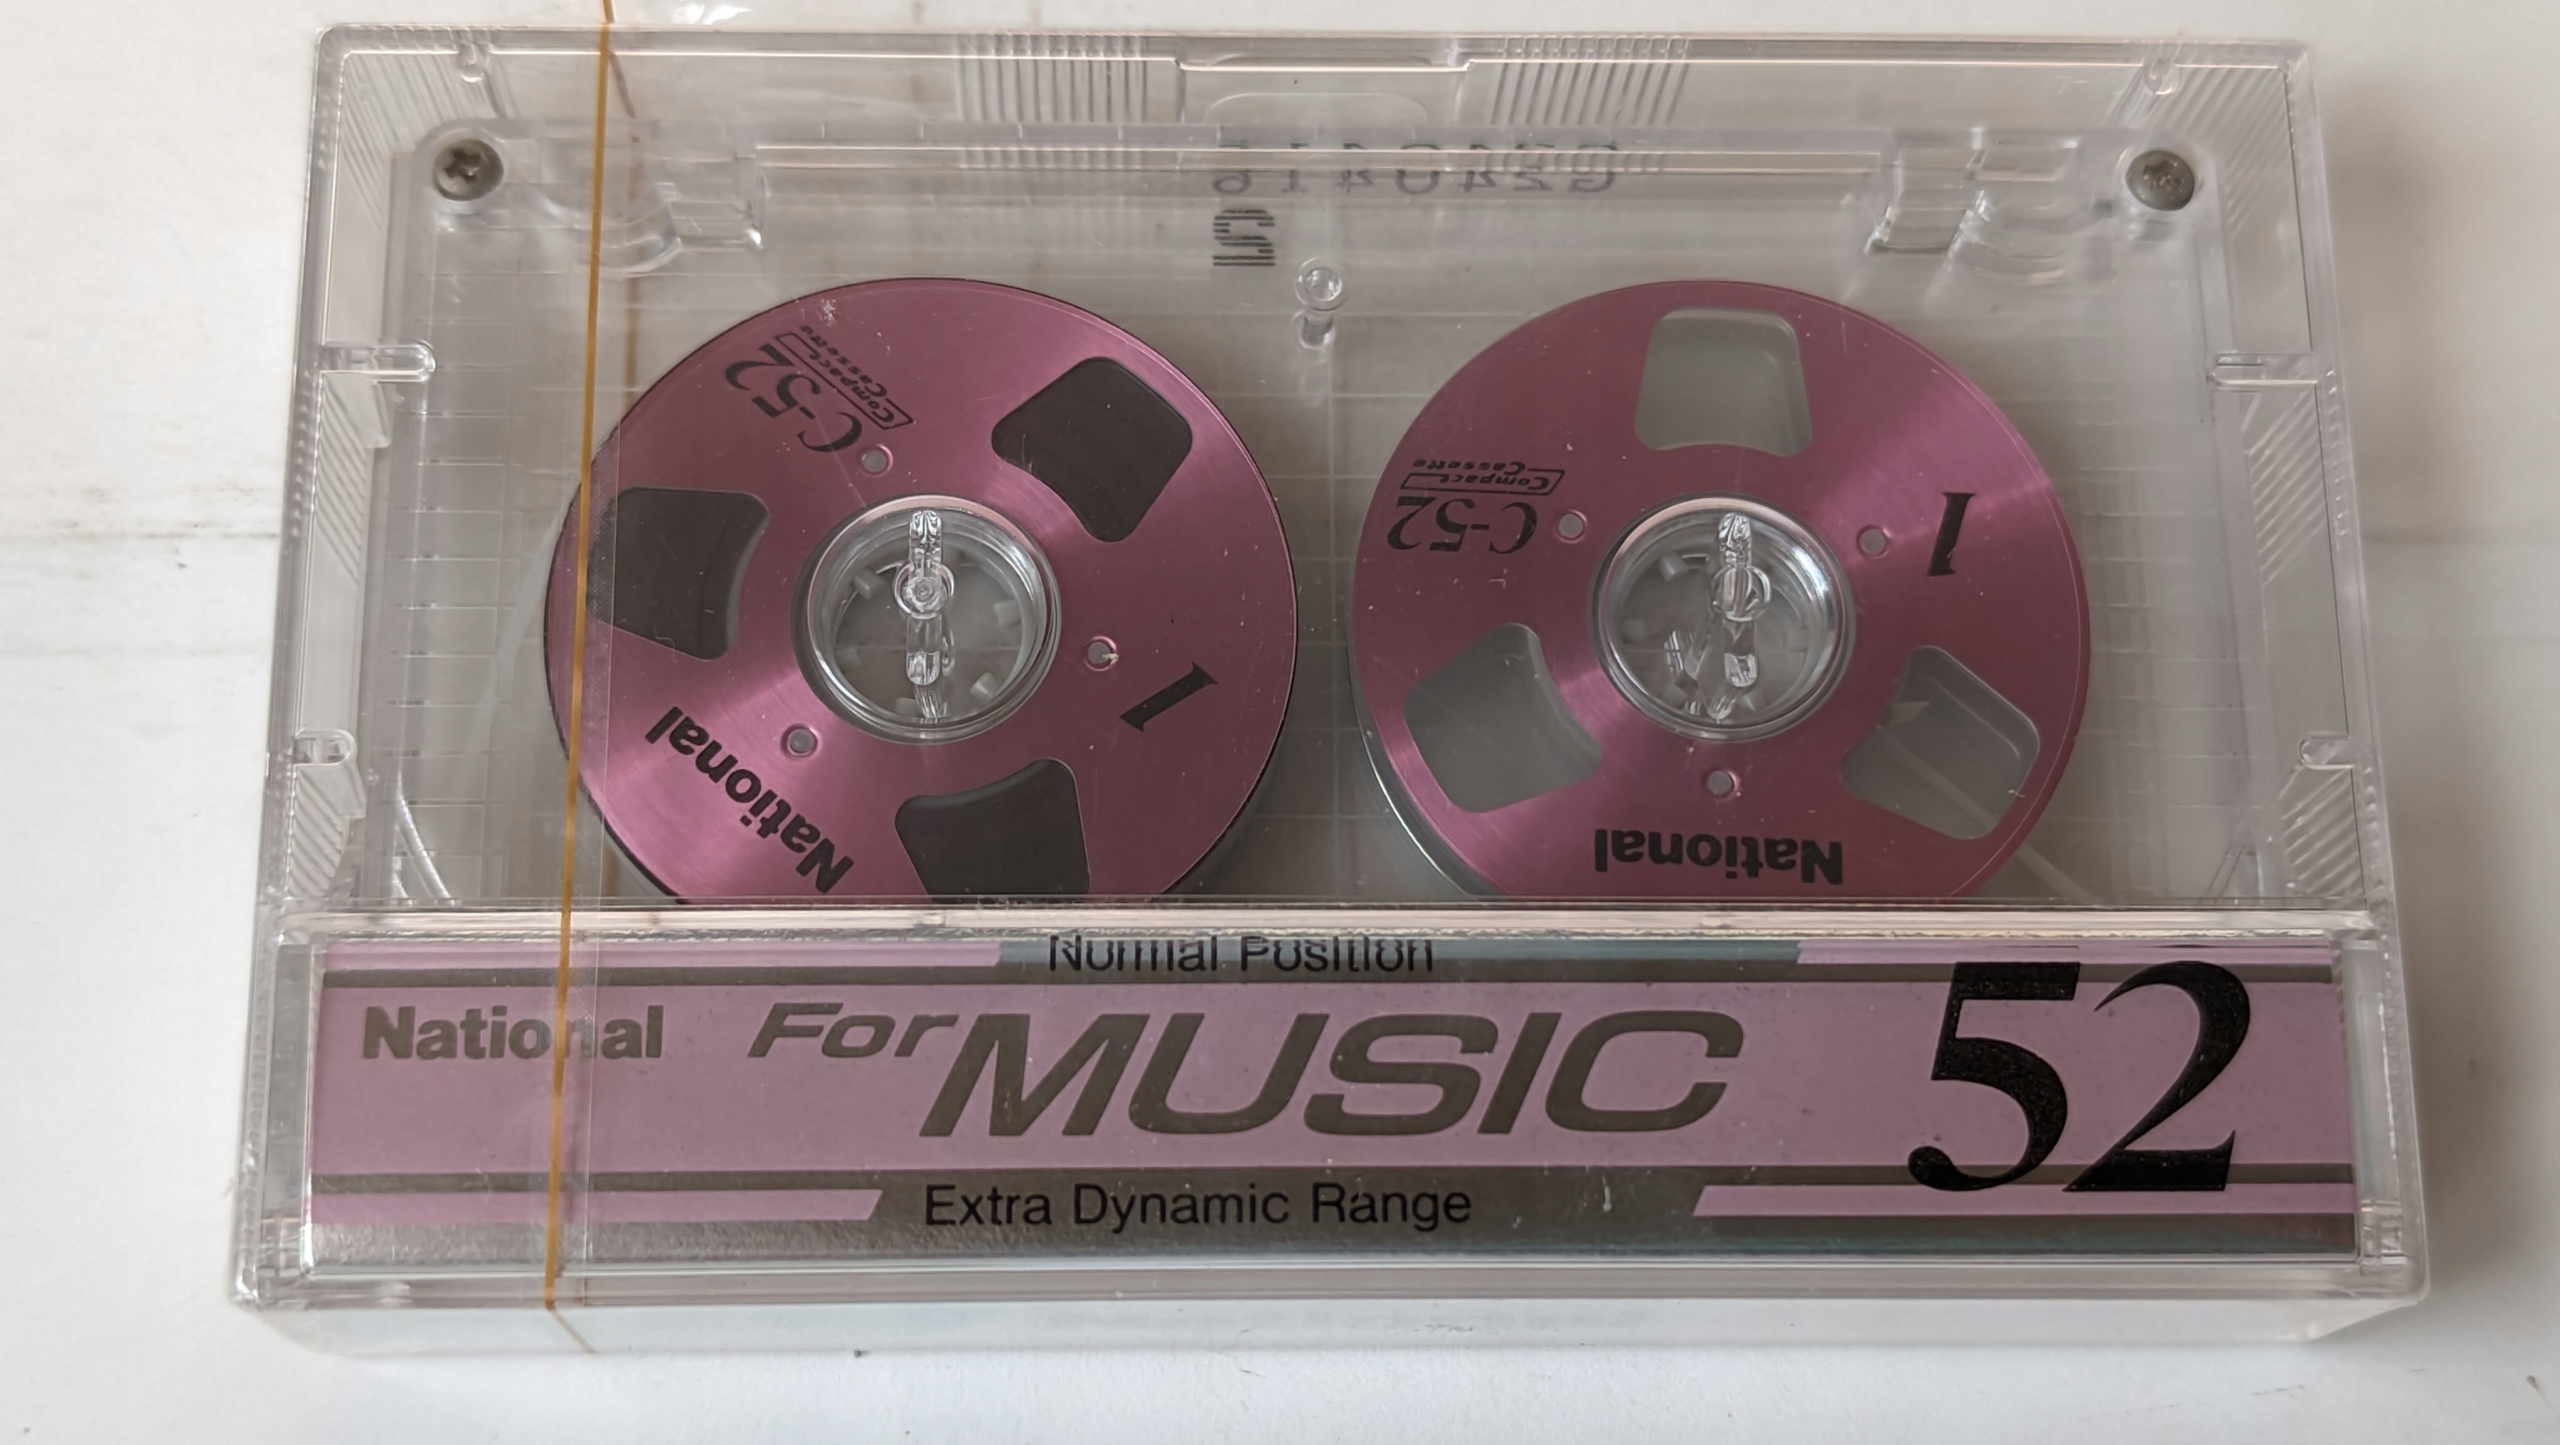 G240416
C-52
Compact
Cassette
1
National
C-52
Compact
Cassette
1
National
Normal Position
National For MUSIC 52
Extra Dynamic Range